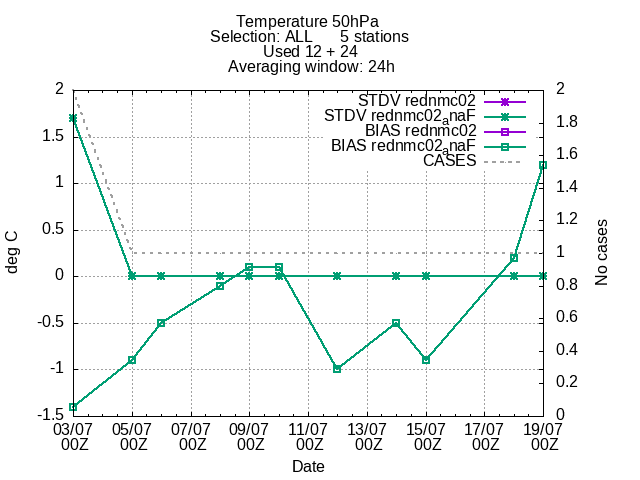 Temperature 50hPa
Selection: ALL 5 stations
Used 12 + 24
Averaging window: 24h
STDV rednmc02
STDV rednmc02anaF
BIAS rednmc02
BIAS rednmc02anaF
CASES
2
1.5
1
0.5
0
-0.5
-1
-1.5
deg C
2
1.8
1.6
1.4
1.2
1
0.8
0.6
0.4
0.2
0
No cases
03/07 05/07 07/07 09/07 11/07 13/07 15/07 17/07 19/07
00Z 00Z 00Z 00Z 00Z 00Z 00Z 00Z 00Z
Date